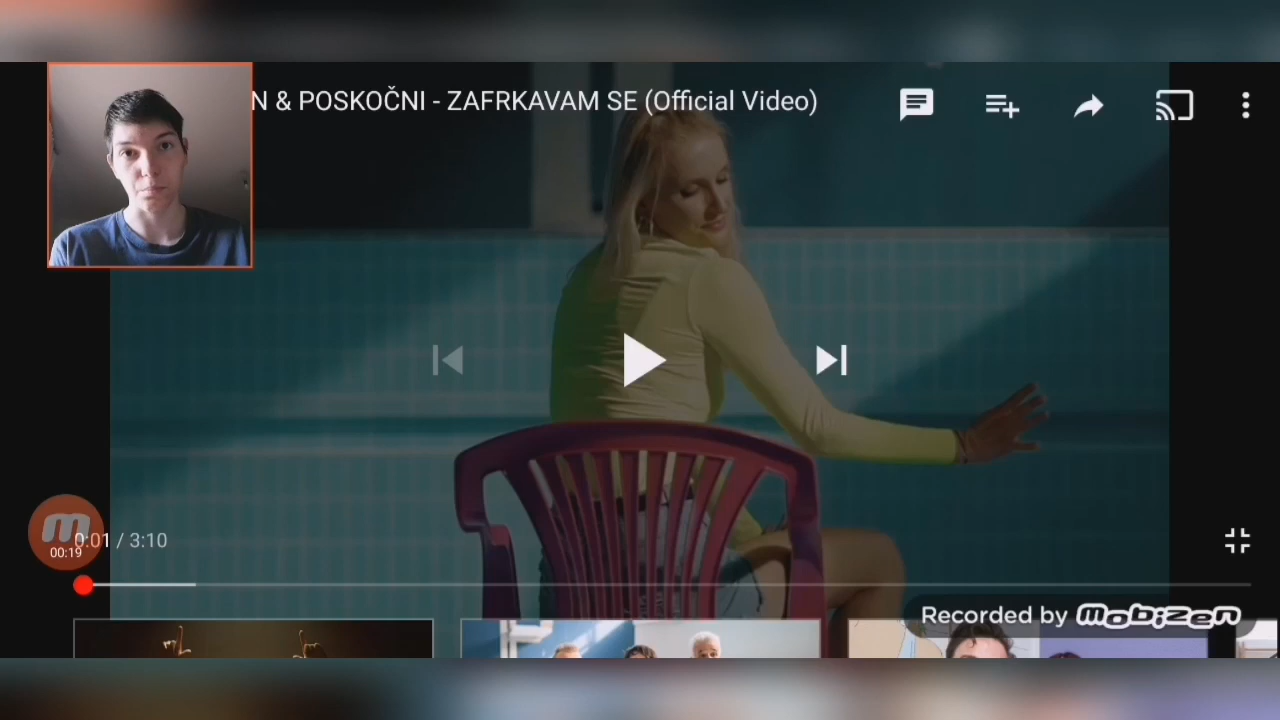 N & POSKOČNI - ZAFRKAVAM SE (Official Video)
00:19
0:01 / 3:10
Recorded by mobizen